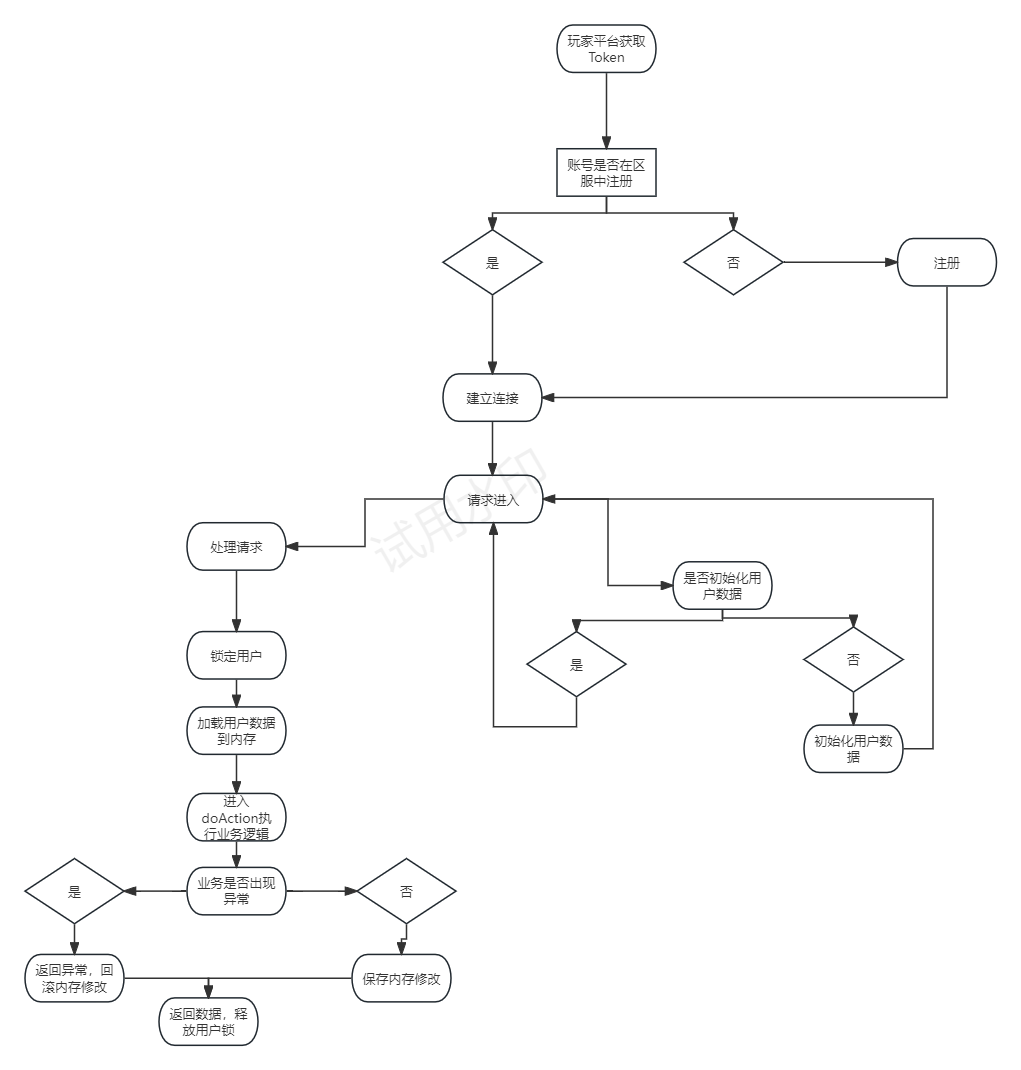 玩家平台获取
Token
账号是否在区
服中注册
是
否
注册
建立连接
试用水印
请求进入
处理请求
是否初始化用
户数据
锁定用户
是
否
加载用户数据
到内存
初始化用户数
据
进入
doAction执
行业务逻辑
是
业务是否出现
异常
否
返回异常，回
滚内存修改
保存内存修改
返回数据，释
放用户锁